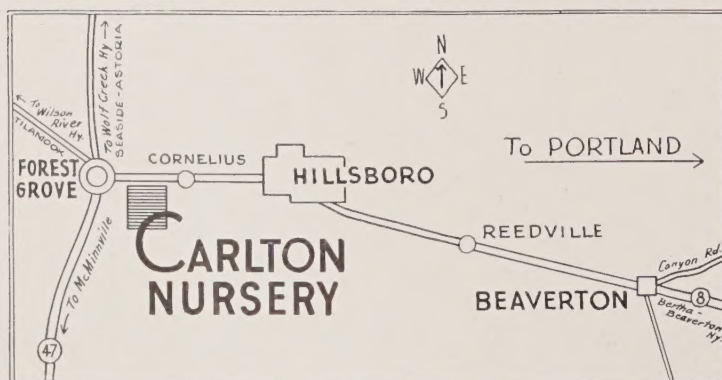 N
W E
S
To Wolf Creek Hy →
SEASIDE-ASTORIA
← To Wilson
River
Hy.
TILAMOOK
FOREST
GROVE
CORNELIUS
HILLSBORO
To PORTLAND
CARLTON
NURSERY
← To McMinnville
47
REEDVILLE
BEAVERTON
Canyon Rd.
8
Bertha-
Beaverton
Hy.